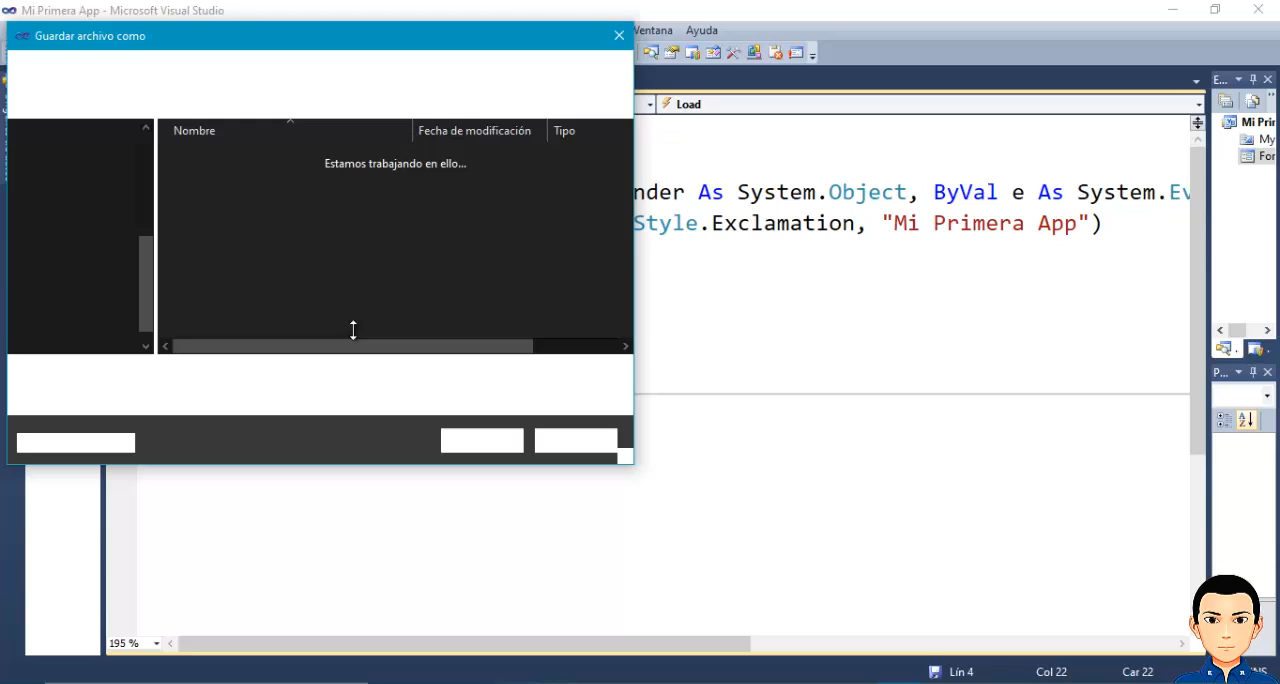 Mi Primera App - Microsoft Visual Studio
Guardar archivo como
Ventana Ayuda
Load
Nombre
Fecha de modificación
Tipo
Estamos trabajando en ello...
nder As System.Object, ByVal e As System.Ev
Style.Exclamation, "Mi Primera App")
E...
Mi Prir
My
For
P...
195 %
Lín 4
Col 22
Car 22
INS